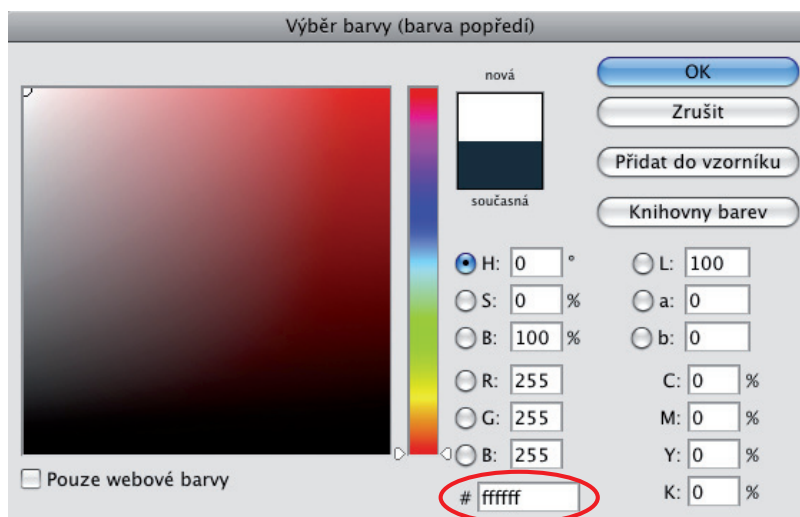 Výběr barvy (barva popředí)
nová
současná
OK
Zrušit
Přidat do vzorníku
Knihovny barev
H: 0 °
S: 0 %
B: 100 %
R: 255
G: 255
B: 255
# ffffff
L: 100
a: 0
b: 0
C: 0 %
M: 0 %
Y: 0 %
K: 0 %
Pouze webové barvy